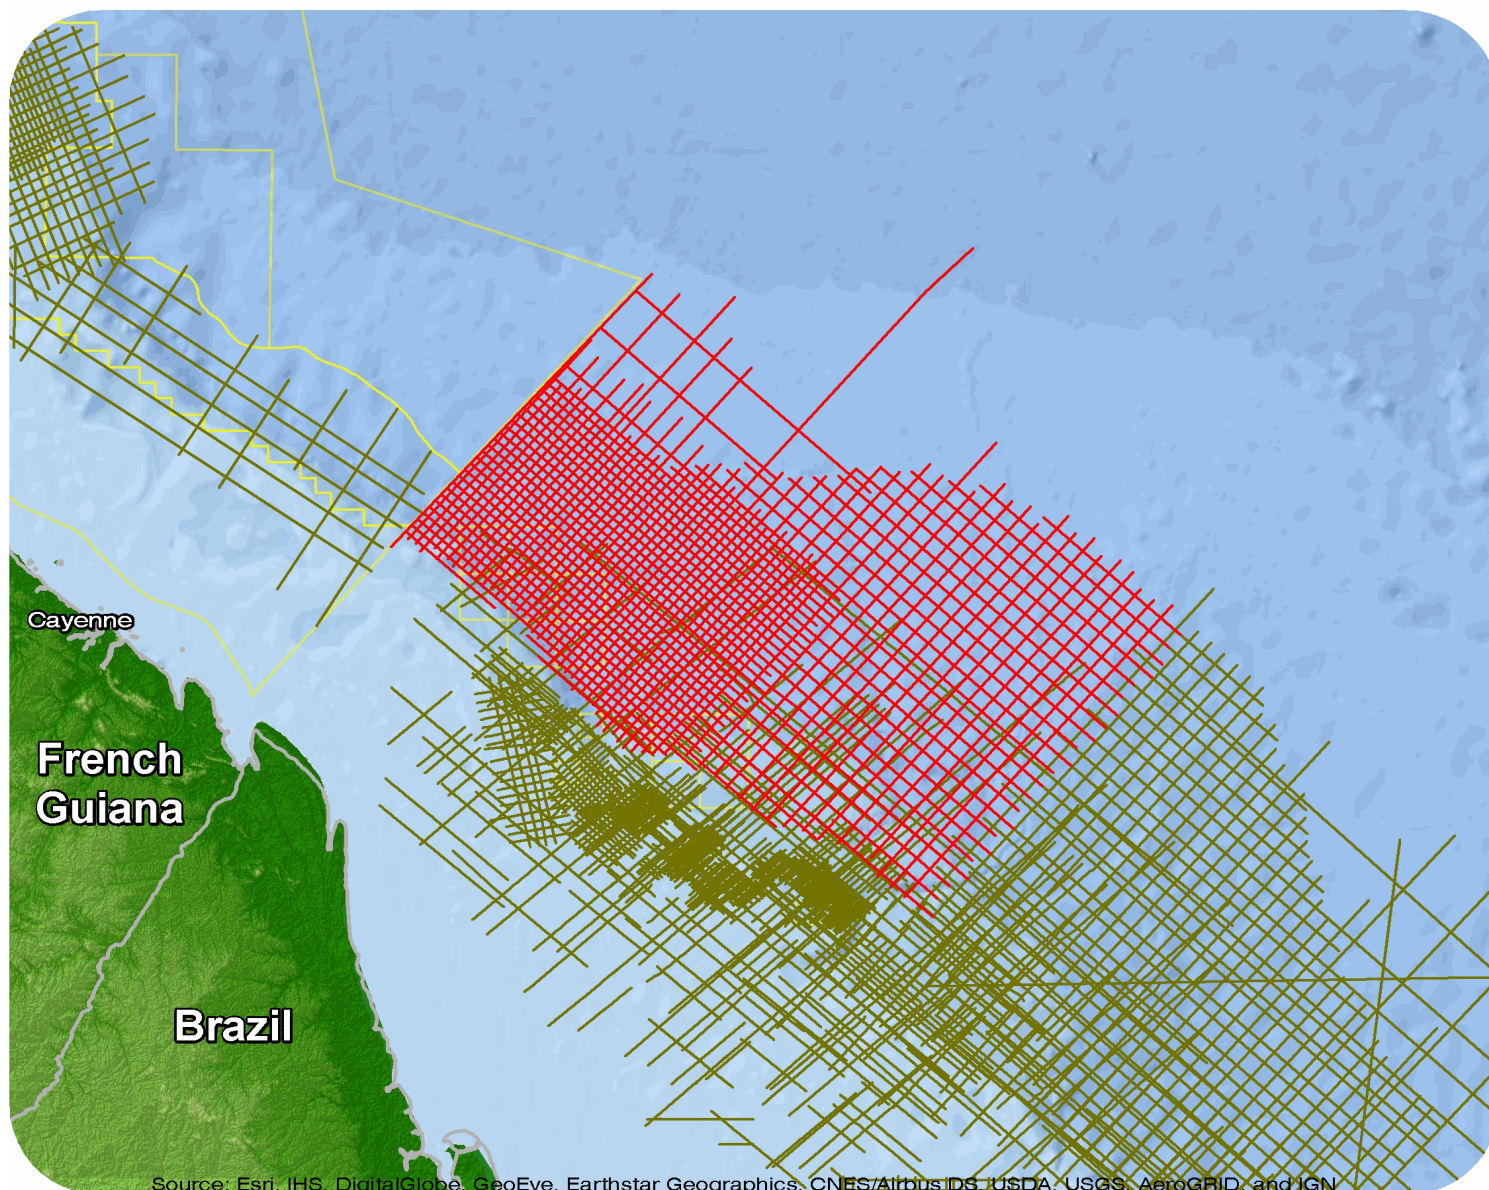 Cayenne
French
Guiana
Brazil
Source: Esri, IHS, DigitalGlobe, GeoEye, Earthstar Geographics, CNES/Airbus DS, USDA, USGS, AeroGRID, and IGN